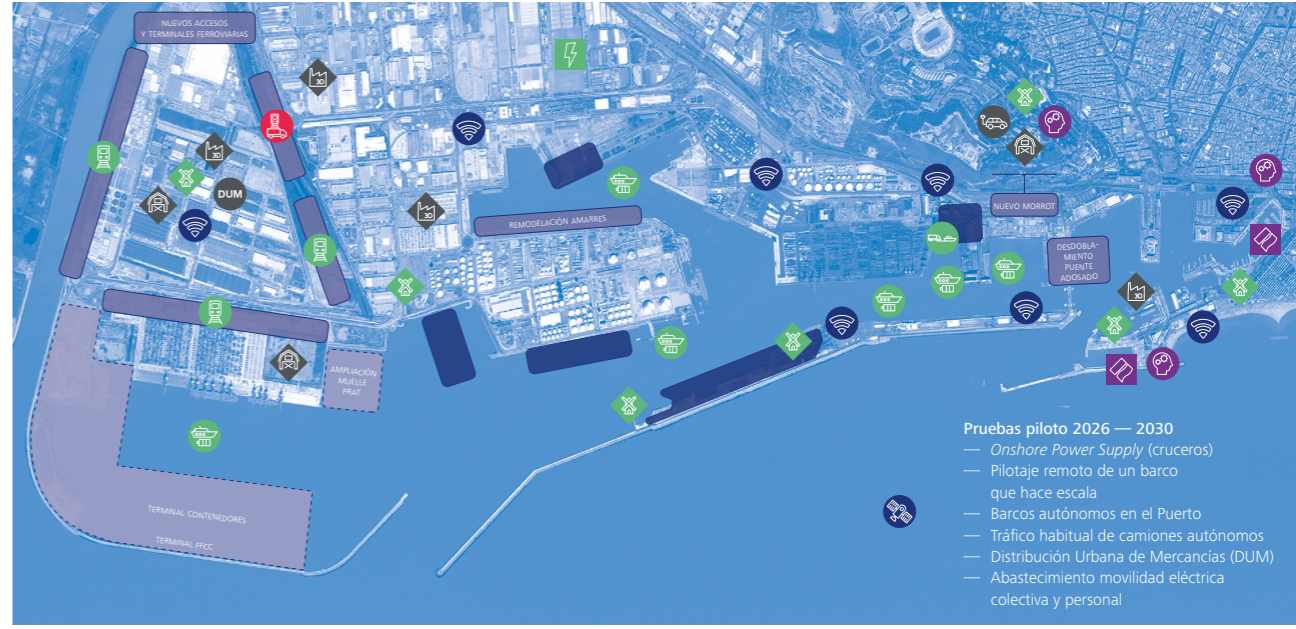 NUEVOS ACCESOS
Y TERMINALES FERROVIARIAS
3D
3D
DUM
3D
REMODELACIÓN AMARRES
NUEVO MORROT
DESDOBLA-
MIENTO
PUENTE
ADOSADO
3D
AMPLIACIÓN
MUELLE
PRAT
TERMINAL CONTENEDORES
TERMINAL FFCC
Pruebas piloto 2026 — 2030
— Onshore Power Supply (cruceros)
— Pilotaje remoto de un barco
que hace escala
— Barcos autónomos en el Puerto
— Tráfico habitual de camiones autónomos
— Distribución Urbana de Mercancías (DUM)
— Abastecimiento movilidad eléctrica
colectiva y personal